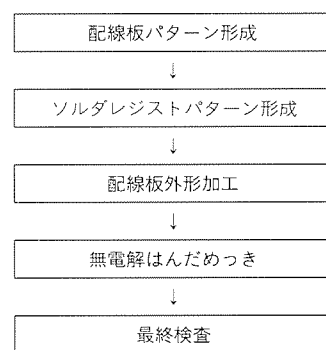 配線板パターン形成
↓
ソルダレジストパターン形成
↓
配線板外形加工
↓
無電解はんだめっき
↓
最終検査